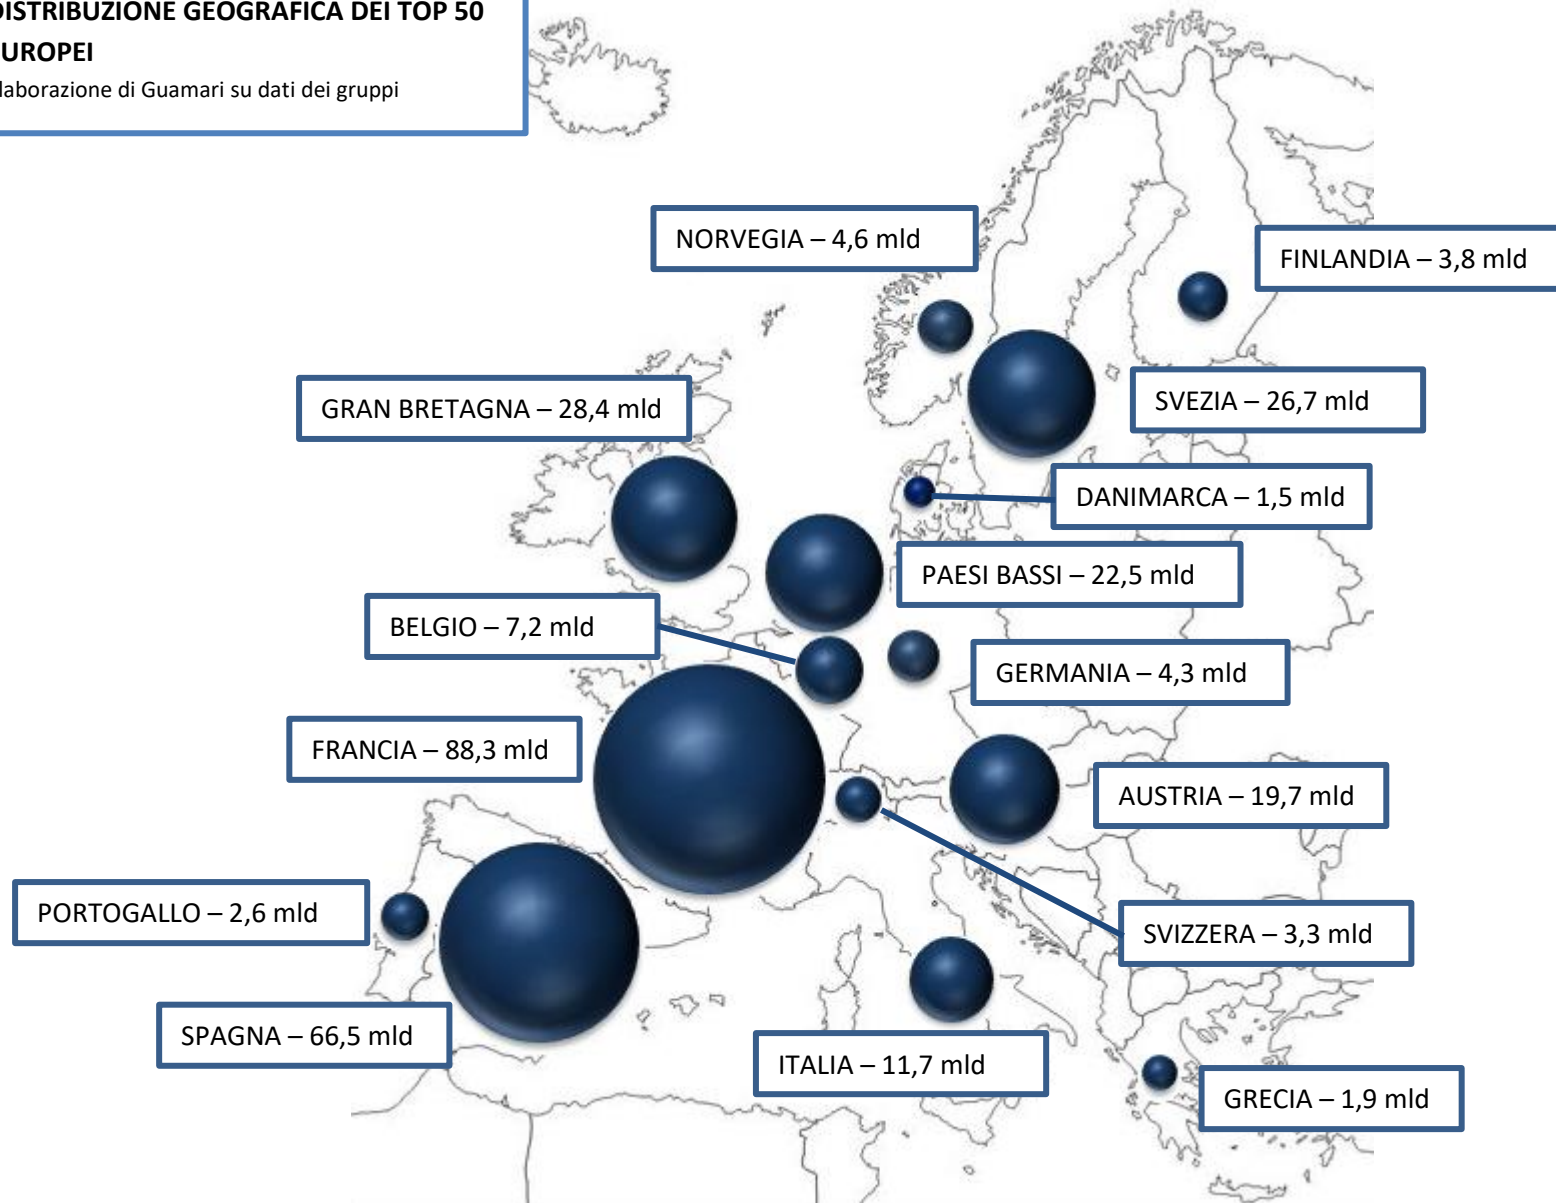 DISTRIBUZIONE GEOGRAFICA DEI TOP 50
UROPEI
laborazione di Guamari su dati dei gruppi
NORVEGIA – 4,6 mld
FINLANDIA – 3,8 mld
GRAN BRETAGNA – 28,4 mld
SVEZIA – 26,7 mld
DANIMARCA – 1,5 mld
PAESI BASSI – 22,5 mld
BELGIO – 7,2 mld
GERMANIA – 4,3 mld
FRANCIA – 88,3 mld
AUSTRIA – 19,7 mld
PORTOGALLO – 2,6 mld
SVIZZERA – 3,3 mld
SPAGNA – 66,5 mld
ITALIA – 11,7 mld
GRECIA – 1,9 mld